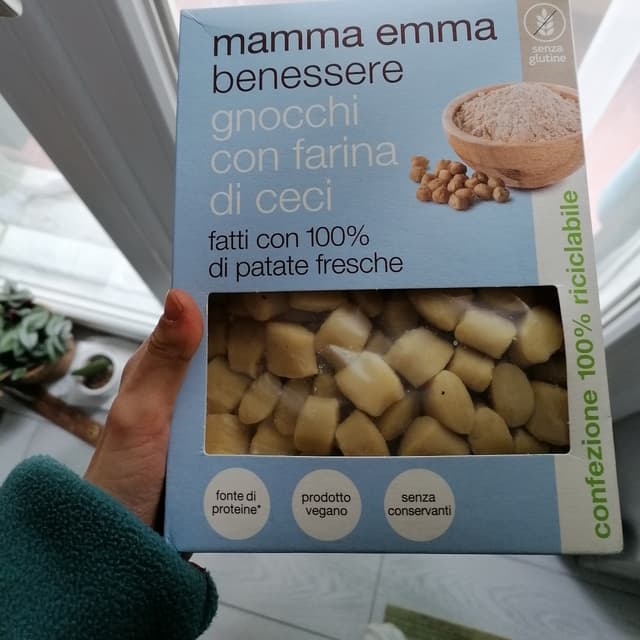 mamma emma
benessere
gnocchi
con farina
di ceci
fatti con 100%
di patate fresche
senza
glutine
confezione 100% riciclabile
fonte di
proteine*
prodotto
vegano
senza
conservanti